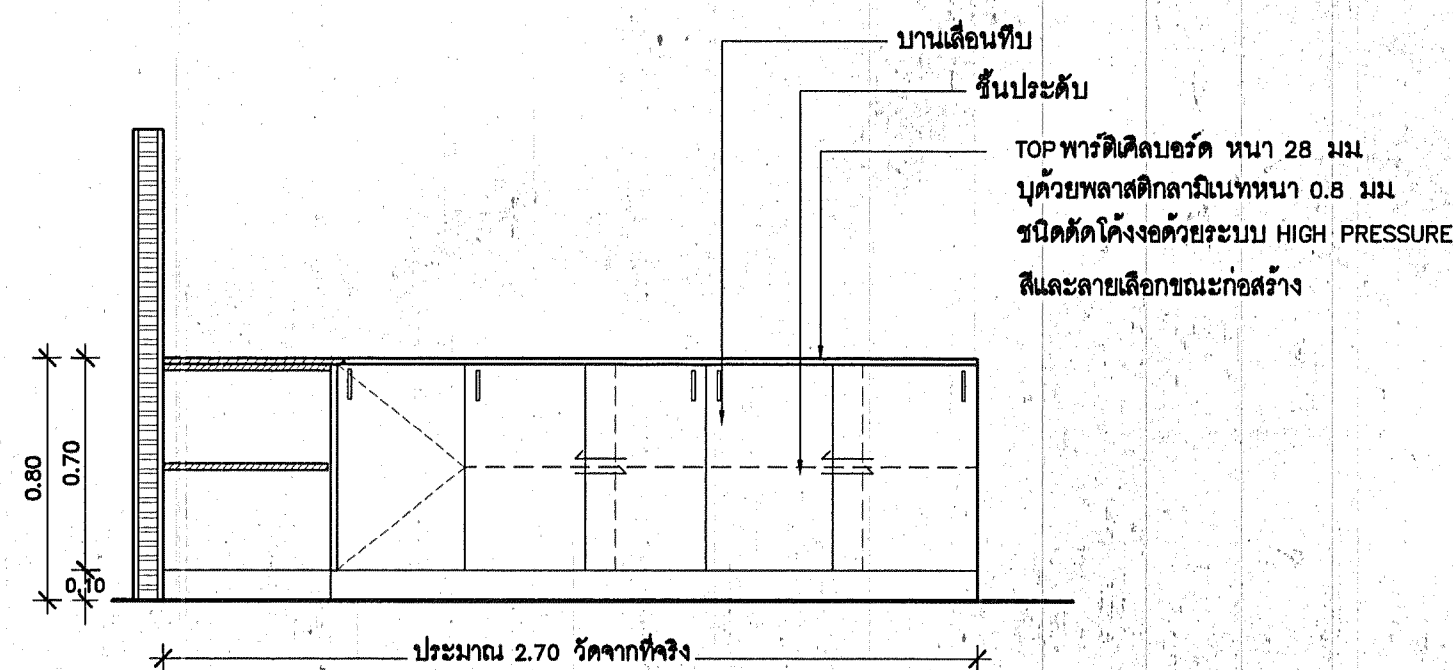 บานเลื่อนทึบ
ชั้นประดับ
TOP พาร์ติเคิลบอร์ด หนา 28 มม
บุด้วยพลาสติกลามิเนทหนา 0.8 มม
ชนิดดัดโค้งงอด้วยระบบ HIGH PRESSURE
สีและลายเลือกขณะก่อสร้าง
0.80
0.70
0.10
ประมาณ 2.70 วัดจากที่จริง